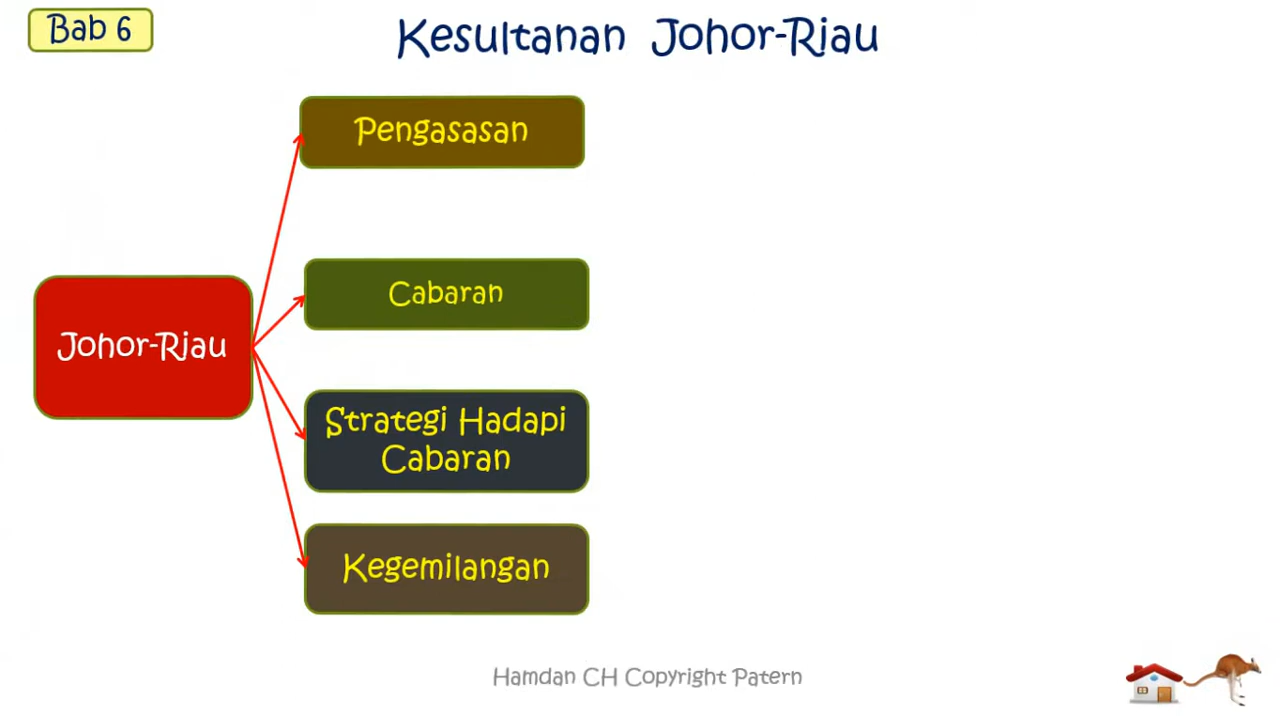 Bab 6
Kesultanan Johor-Riau
Pengasasan
Cabaran
Johor-Riau
Strategi Hadapi
Cabaran
Kegemilangan
Hamdan CH Copyright Patern